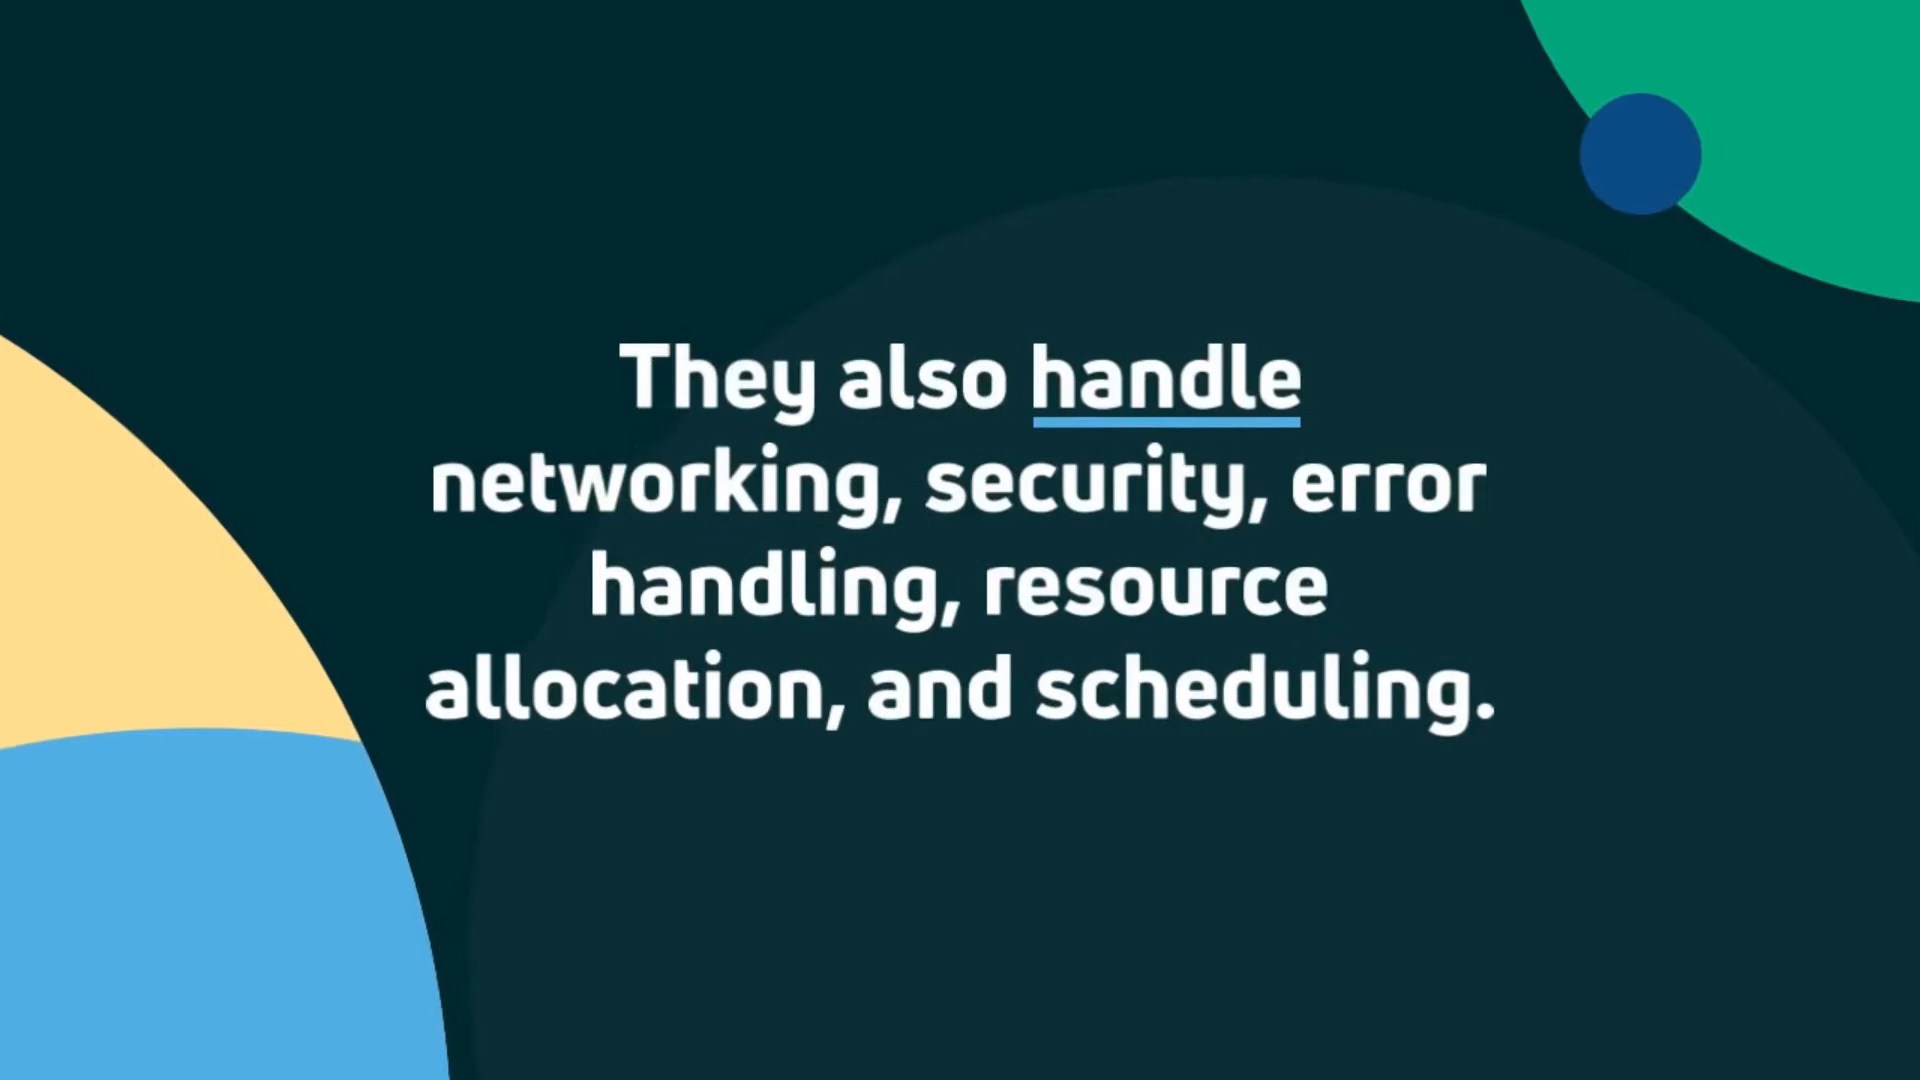 They also handle
networking, security, error
handling, resource
allocation, and scheduling.